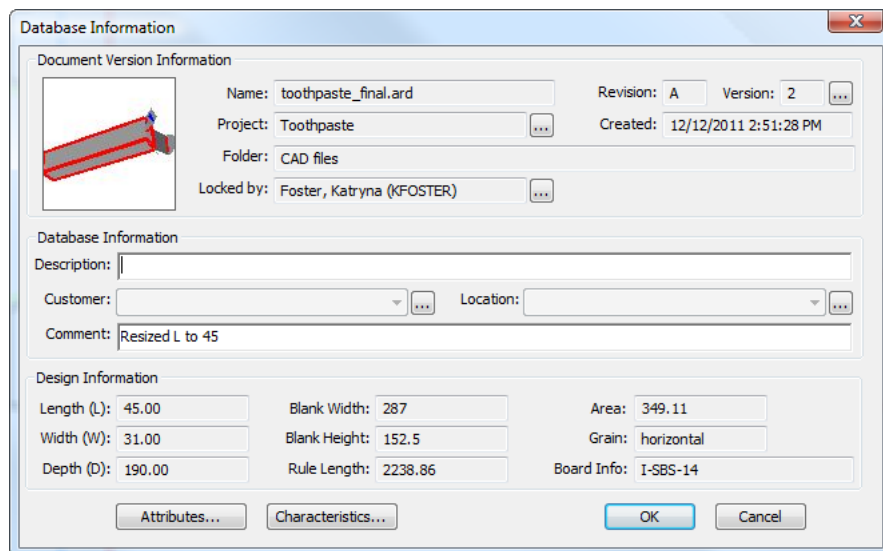 Database Information
Document Version Information
Name: toothpaste_final.ard Revision: A Version: 2 ...
Project: Toothpaste ... Created: 12/12/2011 2:51:28 PM
Folder: CAD files
Locked by: Foster, Katryna (KFOSTER) ...
Database Information
Description:
Customer: ... Location: ...
Comment: Resized L to 45
Design Information
Length (L): 45.00 Blank Width: 287 Area: 349.11
Width (W): 31.00 Blank Height: 152.5 Grain: horizontal
Depth (D): 190.00 Rule Length: 2238.86 Board Info: I-SBS-14
Attributes... Characteristics... OK Cancel